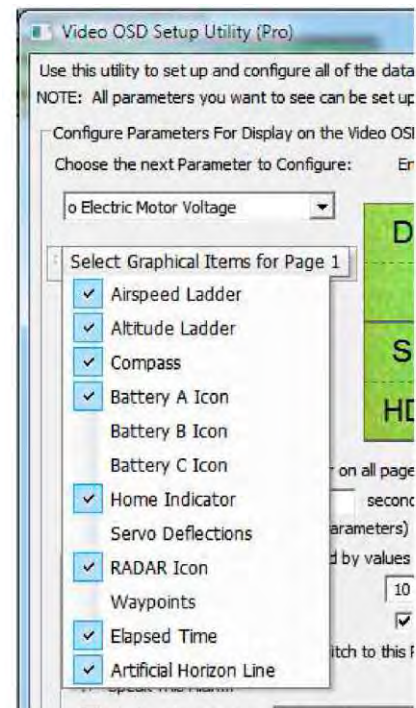 Video OSD Setup Utility (Pro)
Use this utility to set up and configure all of the data
NOTE: All parameters you want to see can be set up
Configure Parameters For Display on the Video OS
Choose the next Parameter to Configure: En
o Electric Motor Voltage
D
Select Graphical Items for Page 1
Airspeed Ladder
Altitude Ladder
Compass
S
Battery A Icon
HD
Battery B Icon
Battery C Icon
on all page
Home Indicator
second
Servo Deflections
arameters)
RADAR Icon
d by values
Waypoints
10
Elapsed Time
Artificial Horizon Line
itch to this P